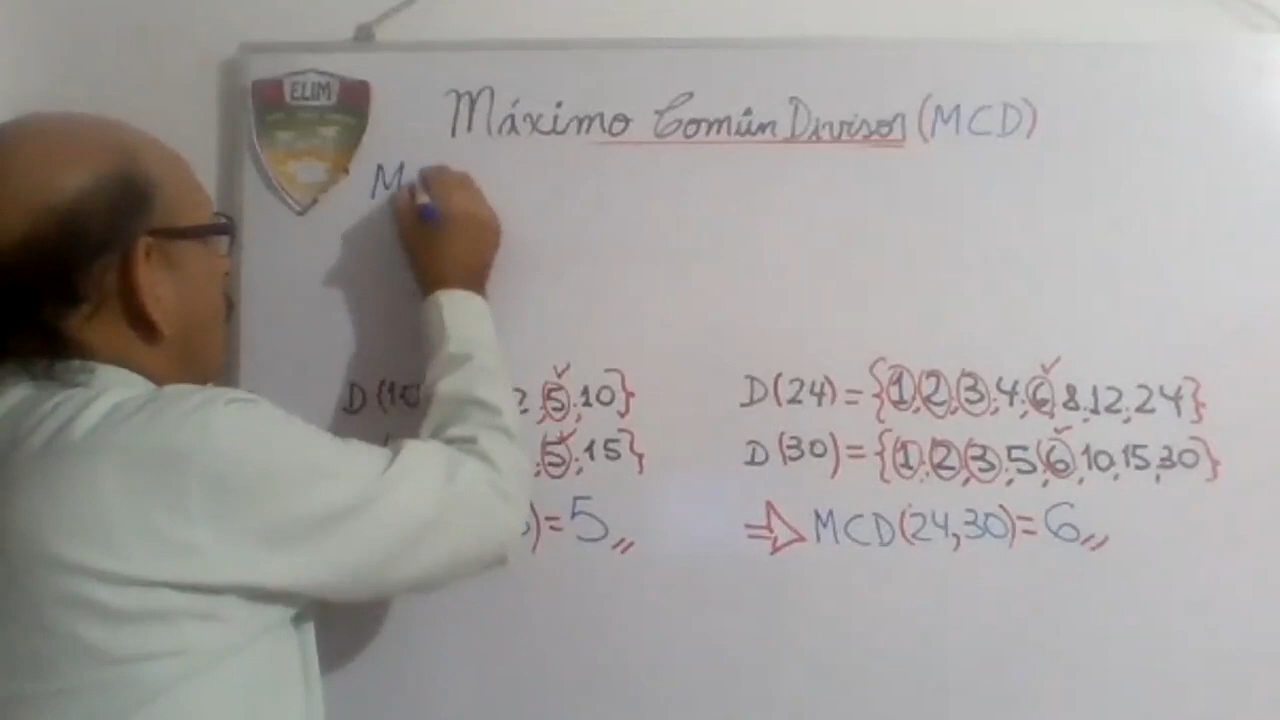 ELIM
Máximo Común Divisor (MCD)
M
D(10 2,5,10}
,5,15}
)=5,,
D(24)={1,2,3,4,6,8,12,24}
D(30)={1,2,3,5,6,10,15,30}
⇒ MCD(24,30)=6,,